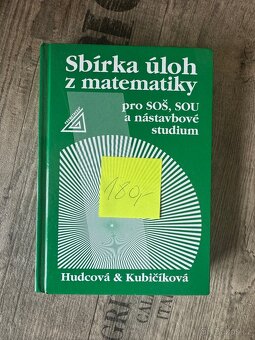 Sbírka úloh
z matematiky
pro SOŠ, SOU
a nástavbové
studium
180,-
Hudcová & Kubičíková